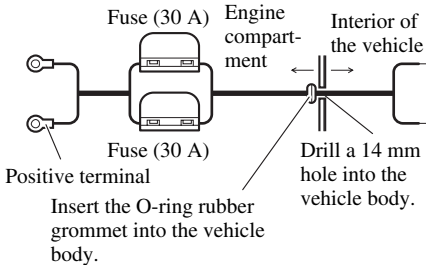 Fuse (30 A)
Engine
compart-
ment
Interior of
the vehicle
Fuse (30 A)
Positive terminal
Drill a 14 mm
hole into the
vehicle body.
Insert the O-ring rubber
grommet into the vehicle
body.